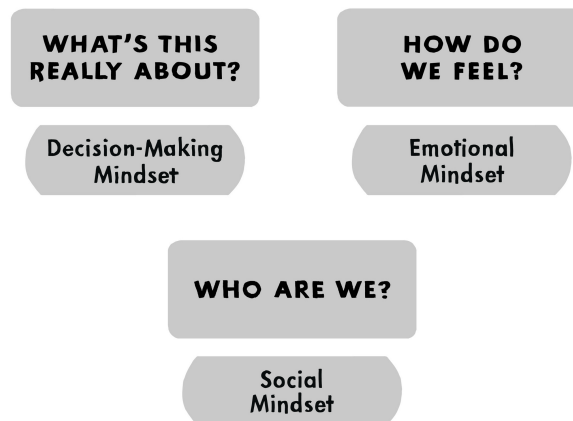 WHAT'S THIS
REALLY ABOUT?
Decision-Making
Mindset
HOW DO
WE FEEL?
Emotional
Mindset
WHO ARE WE?
Social
Mindset